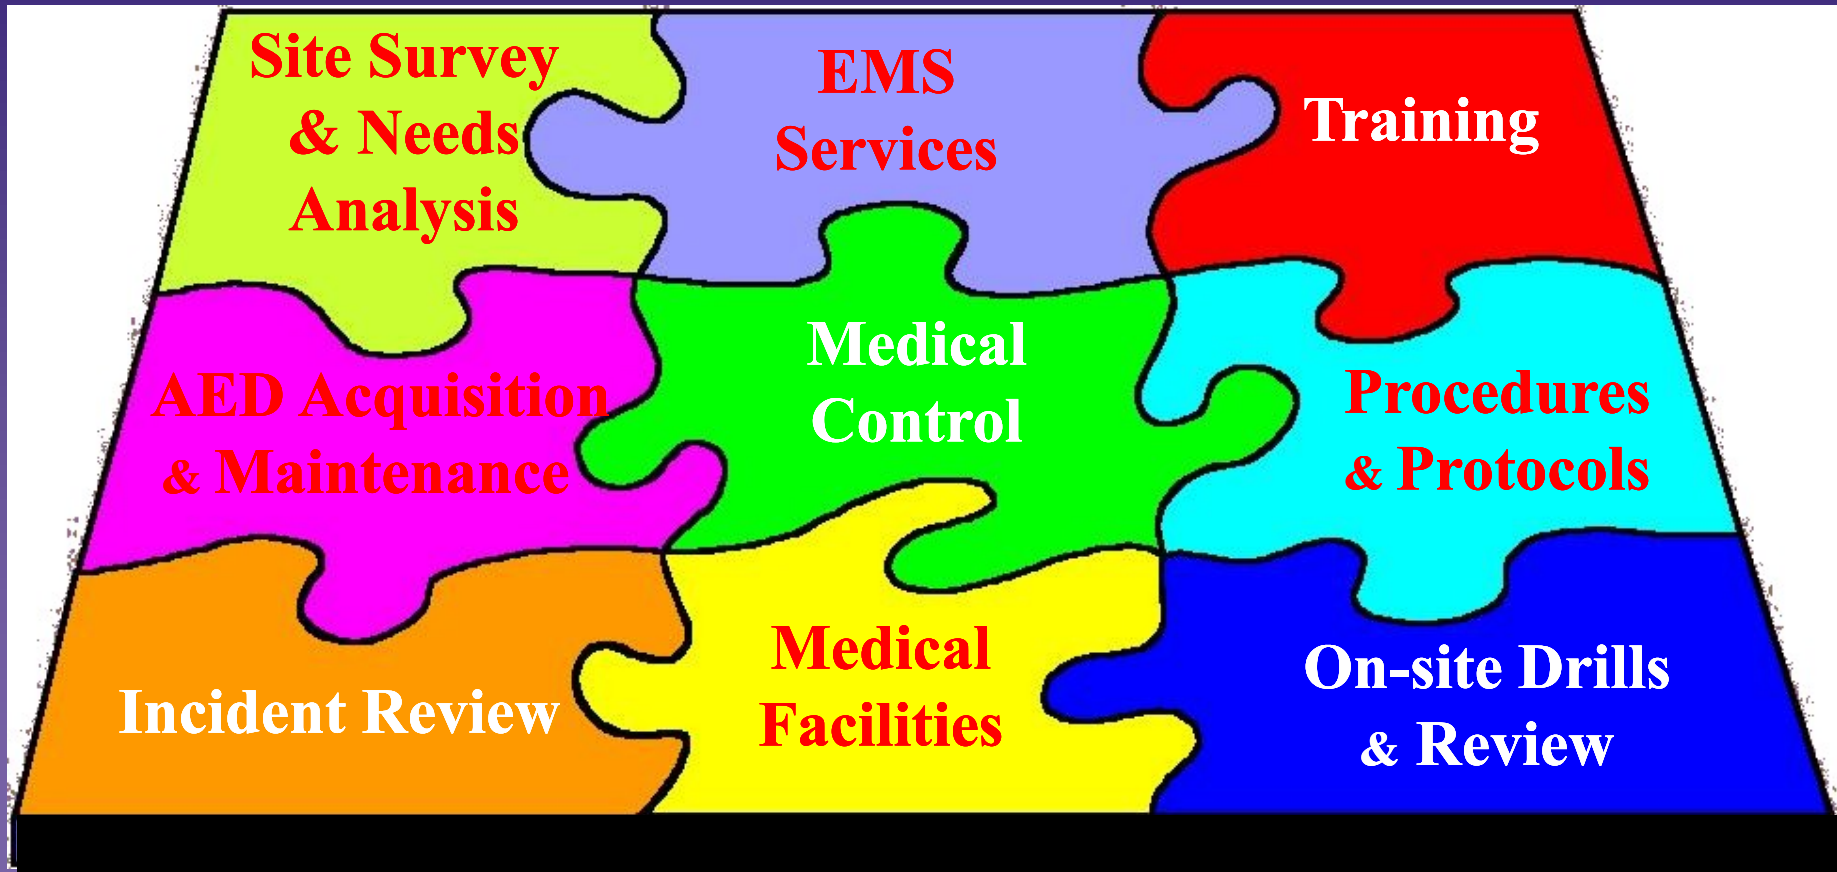 Site Survey
& Needs
Analysis
EMS
Services
Training
AED Acquisition
& Maintenance
Medical
Control
Procedures
& Protocols
Incident Review
Medical
Facilities
On-site Drills
& Review